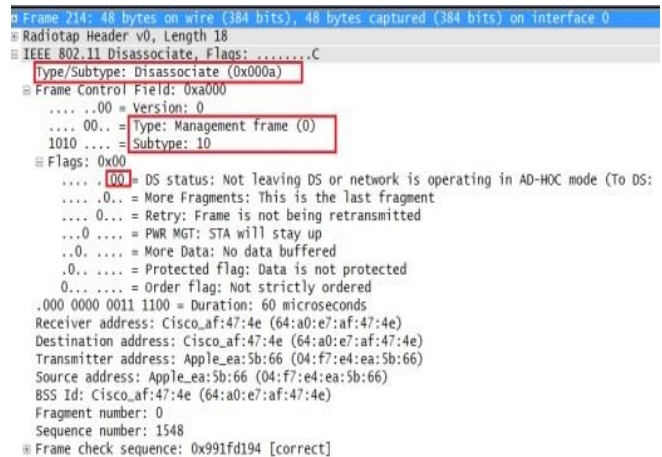 Frame 214: 48 bytes on wire (384 bits), 48 bytes captured (384 bits) on interface 0
Radiotap Header v0, Length 18
IEEE 802.11 Disassociate, Flags: ........C
Type/Subtype: Disassociate (0x000a)
Frame Control Field: 0xa000
.... ..00 = Version: 0
.... 00.. = Type: Management frame (0)
1010 .... = Subtype: 10
Flags: 0x00
.... ..00 = DS status: Not leaving DS or network is operating in AD-HOC mode (To DS:
.... .0.. = More Fragments: This is the last fragment
.... 0... = Retry: Frame is not being retransmitted
...0 .... = PWR MGT: STA will stay up
..0. .... = More Data: No data buffered
.0.. .... = Protected flag: Data is not protected
0... .... = Order flag: Not strictly ordered
.000 0000 0011 1100 = Duration: 60 microseconds
Receiver address: Cisco_af:47:4e (64:a0:e7:af:47:4e)
Destination address: Cisco_af:47:4e (64:a0:e7:af:47:4e)
Transmitter address: Apple_ea:5b:66 (04:f7:e4:ea:5b:66)
Source address: Apple_ea:5b:66 (04:f7:e4:ea:5b:66)
BSS Id: Cisco_af:47:4e (64:a0:e7:af:47:4e)
Fragment number: 0
Sequence number: 1548
Frame check sequence: 0x991fd194 [correct]